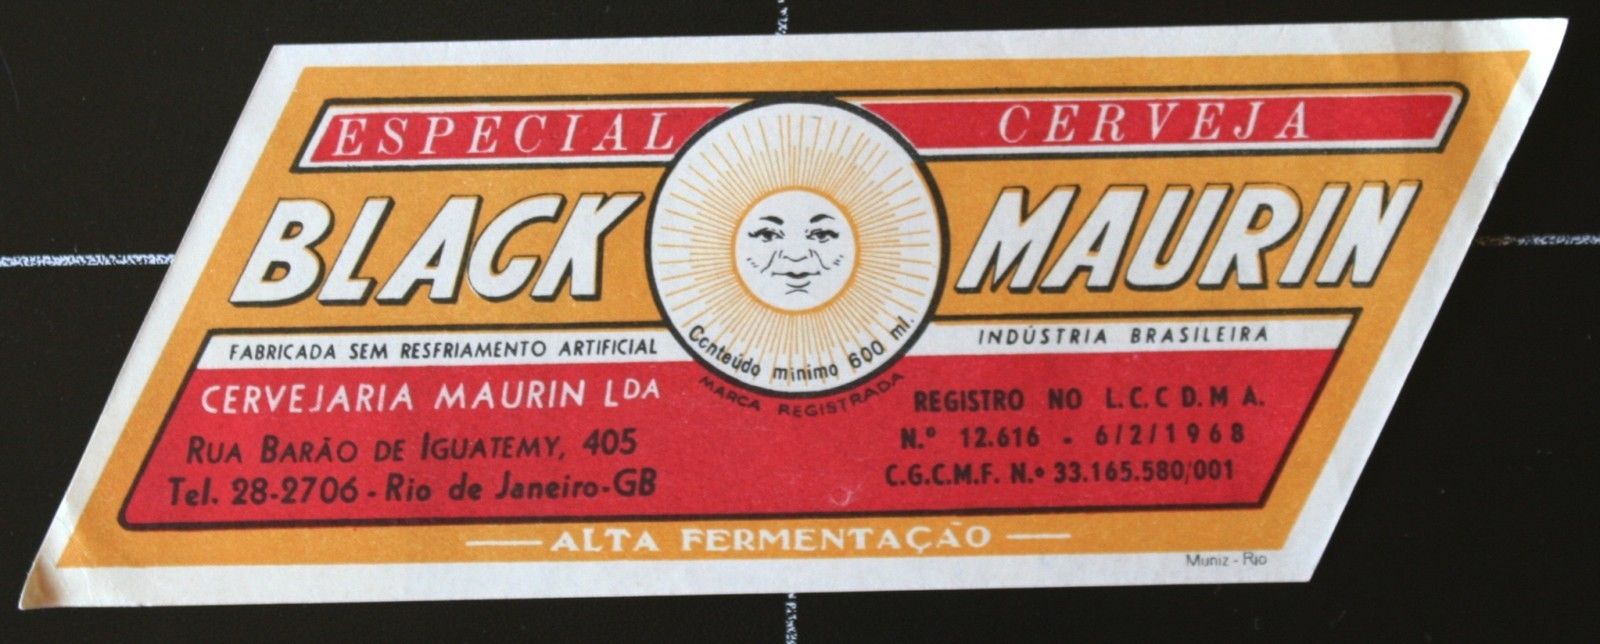 ESPECIAL CERVEJA
BLACK MAURIN
Conteúdo minimo 600 ml.
MARCA REGISTRADA
FABRICADA SEM RESFRIAMENTO ARTIFICIAL
CERVEJARIA MAURIN LDA
RUA BARÃO DE IGUATEMY, 405
Tel. 28-2706 - Rio de Janeiro-GB
INDÚSTRIA BRASILEIRA
REGISTRO NO L.C.C D.M A.
N.º 12.616 - 6/2/1968
C.G.C.M.F. N.º 33.165.580/001
ALTA FERMENTAÇÃO
Muniz - Rio